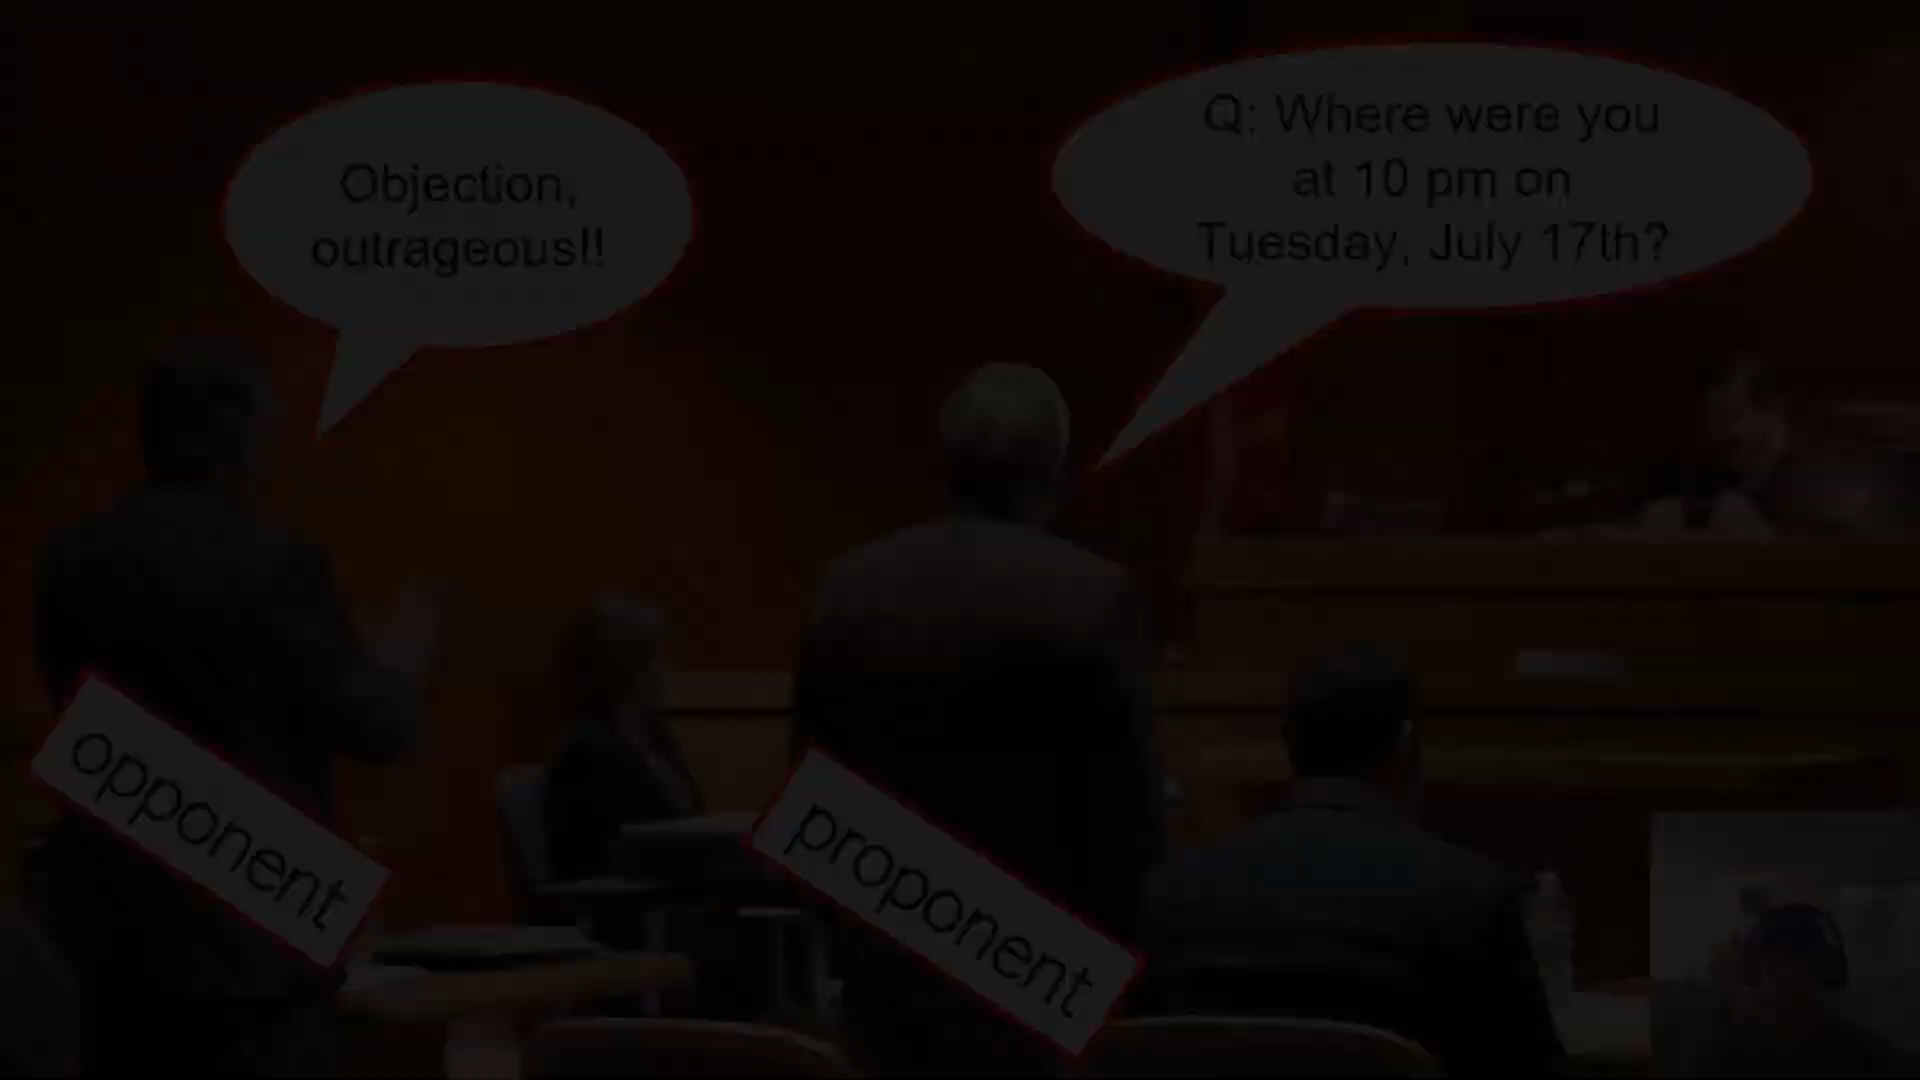 Objection,
outrageous!!
Q: Where were you
at 10 pm on
Tuesday, July 17th?
opponent
proponent